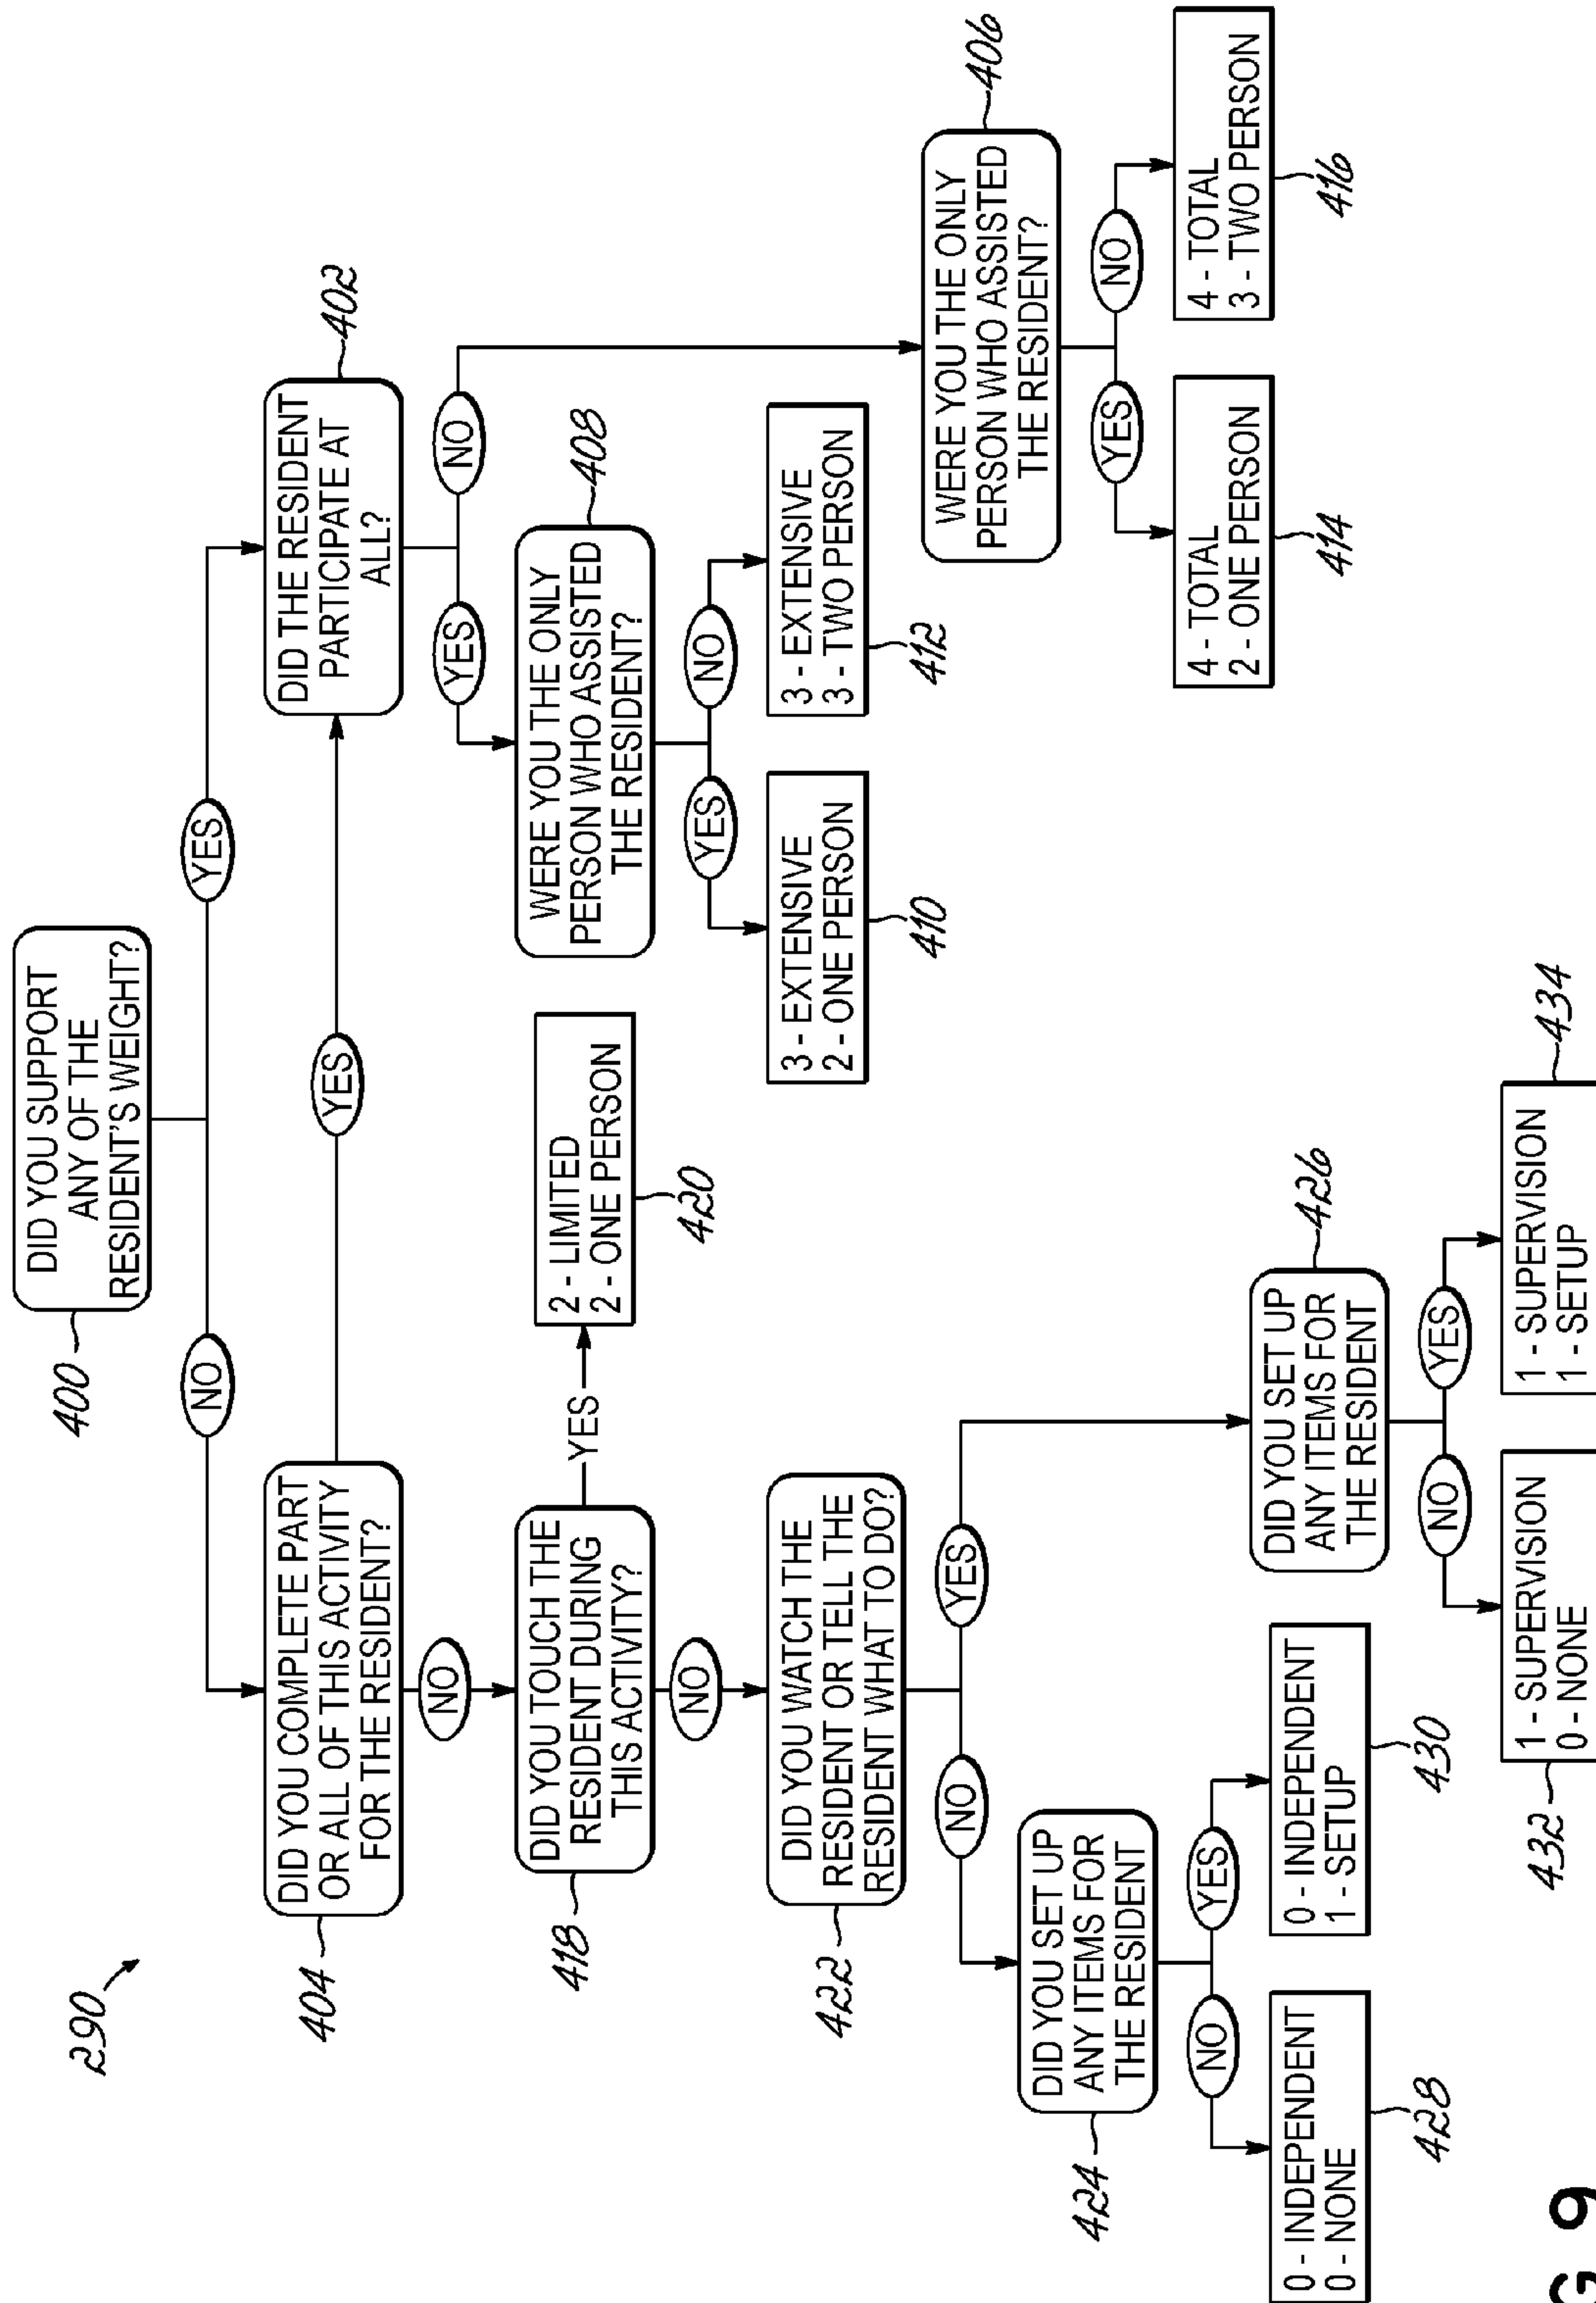 290
400
DID YOU SUPPORT
ANY OF THE
RESIDENT'S WEIGHT?
NO
YES
404
DID YOU COMPLETE PART
OR ALL OF THIS ACTIVITY
FOR THE RESIDENT?
YES
DID THE RESIDENT
PARTICIPATE AT
ALL?
402
NO
YES
NO
418
DID YOU TOUCH THE
RESIDENT DURING
THIS ACTIVITY?
YES
2 - LIMITED
2 - ONE PERSON
420
WERE YOU THE ONLY
PERSON WHO ASSISTED
THE RESIDENT?
408
NO
YES
NO
422
DID YOU WATCH THE
RESIDENT OR TELL THE
RESIDENT WHAT TO DO?
3 - EXTENSIVE
2 - ONE PERSON
410
3 - EXTENSIVE
3 - TWO PERSON
412
NO
YES
WERE YOU THE ONLY
PERSON WHO ASSISTED
THE RESIDENT?
406
424
DID YOU SET UP
ANY ITEMS FOR
THE RESIDENT
YES
NO
NO
YES
4 - TOTAL
2 - ONE PERSON
414
4 - TOTAL
3 - TWO PERSON
416
0 - INDEPENDENT
0 - NONE
428
0 - INDEPENDENT
1 - SETUP
430
DID YOU SET UP
ANY ITEMS FOR
THE RESIDENT
426
NO
YES
432
1 - SUPERVISION
0 - NONE
1 - SUPERVISION
1 - SETUP
434
G 9